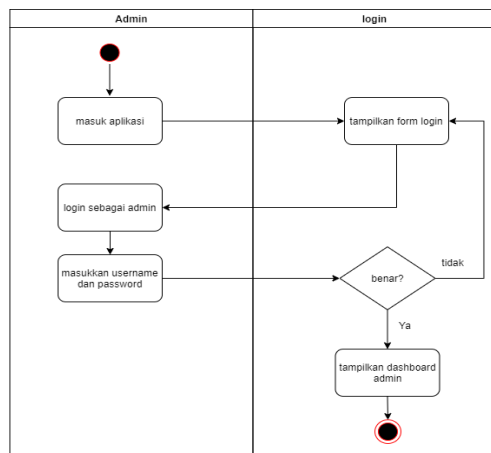 Admin
login
masuk aplikasi
tampilkan form login
login sebagai admin
masukkan username
dan password
benar?
tidak
Ya
tampilkan dashboard
admin